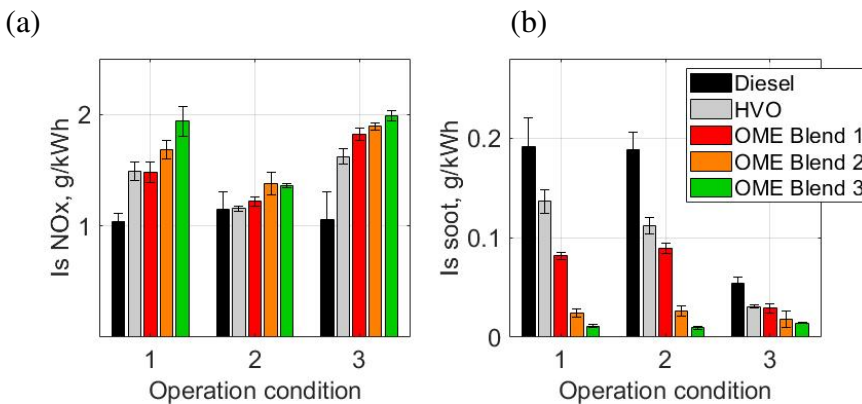 (a)
(b)
Is NOx, g/kWh
2
1
1 2 3
Operation condition
Is soot, g/kWh
0.2
0.1
0
1 2 3
Operation condition
Diesel
HVO
OME Blend 1
OME Blend 2
OME Blend 3